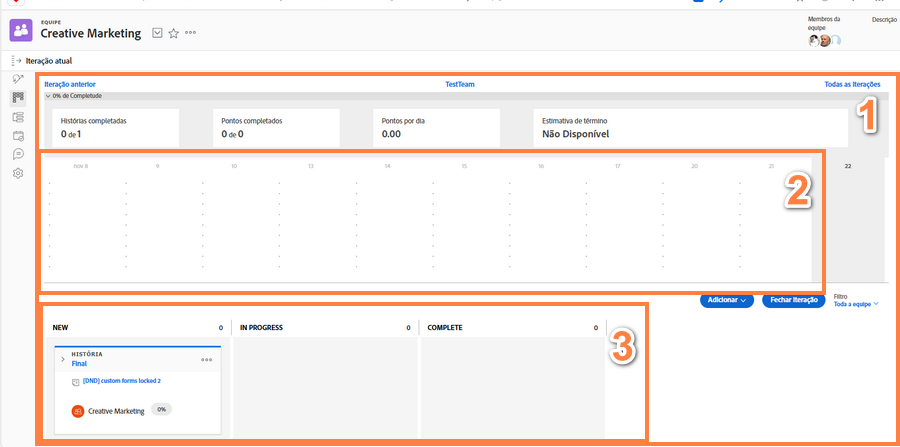 EQUIPE
Creative Marketing
Membros da
equipe
Descrição
Iteração atual
Iteração anterior
TestTeam
Todas as Iterações
0% de Completude
1
Histórias completadas
0 de 1
Pontos completados
0 de 0
Pontos por dia
0.00
Estimativa de término
Não Disponível
nov 8
9
10
13
14
15
16
17
20
21
22
2
Adicionar
Fechar Iteração
Filtro
Toda a equipe
NEW
0
IN PROGRESS
0
COMPLETE
0
3
HISTÓRIA
Final
[DND] custom forms locked 2
Creative Marketing
0%